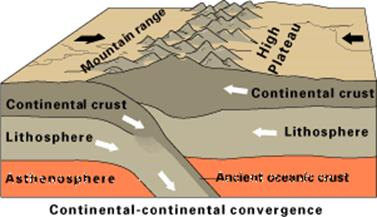 Mountain range
High
Plateau
Continental crust
Continental crust
Lithosphere
Lithosphere
Asthenosphere
Ancient oceanic crust
Continental-continental convergence